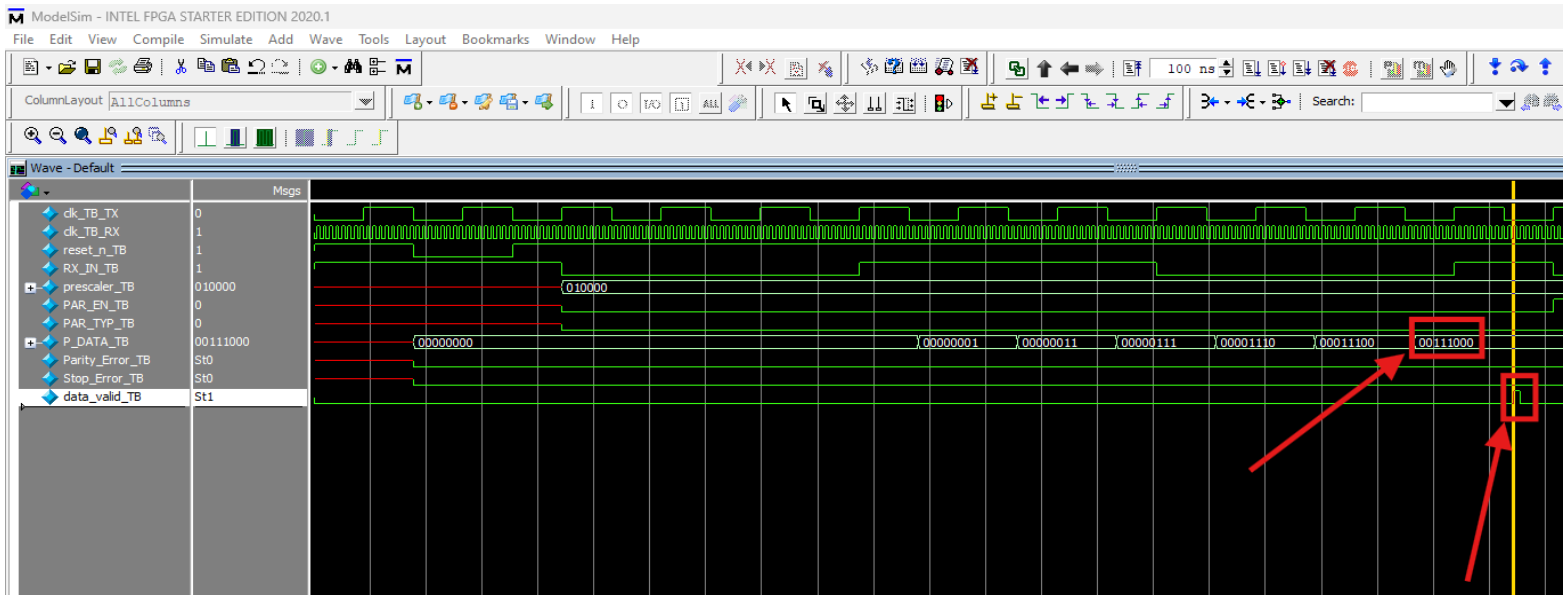 ModelSim - INTEL FPGA STARTER EDITION 2020.1
File Edit View Compile Simulate Add Wave Tools Layout Bookmarks Window Help
100 ns
ColumnLayout AllColumns
Search:
Wave - Default
Msgs
clk_TB_TX 0
clk_TB_RX 1
reset_n_TB 1
RX_IN_TB 1
prescaler_TB 010000 010000
PAR_EN_TB 0
PAR_TYP_TB 0
P_DATA_TB 00111000 00000000 00000001 00000011 00000111 00001110 00011100 00111000
Parity_Error_TB St0
Stop_Error_TB St0
data_valid_TB St1